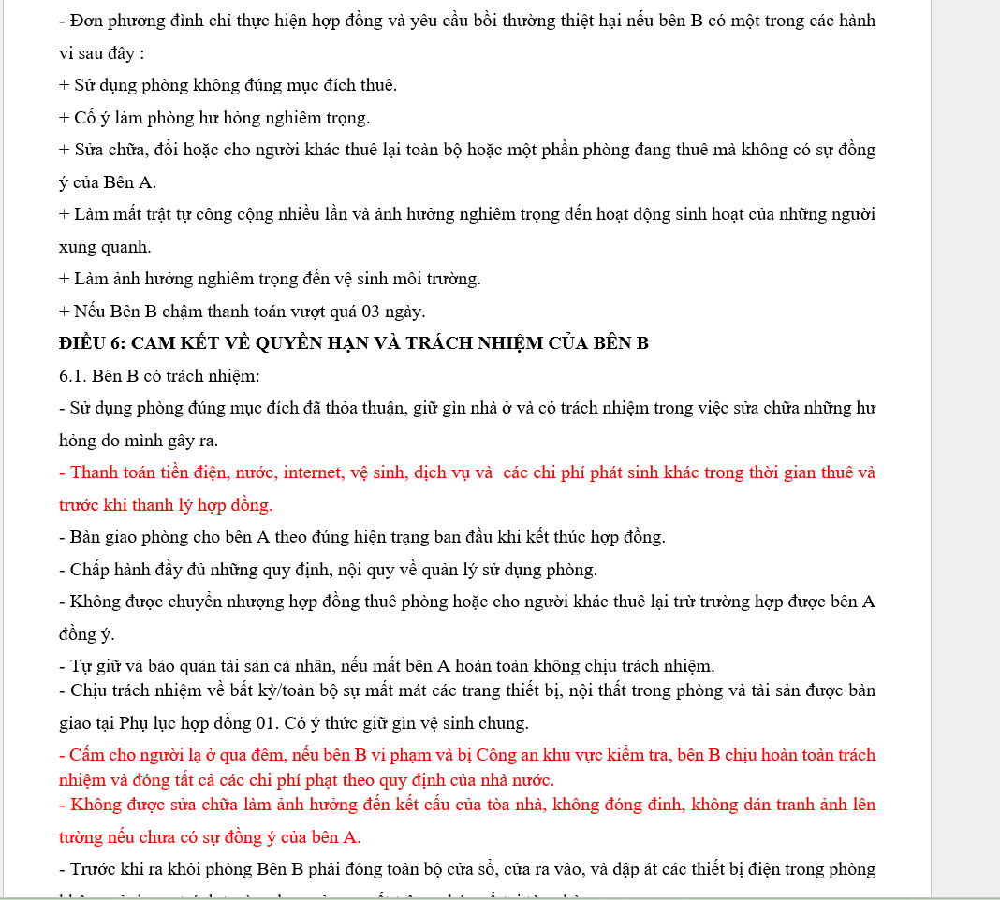 - Đơn phương đình chỉ thực hiện hợp đồng và yêu cầu bồi thường thiệt hại nếu bên B có một trong các hành
vi sau đây :
+ Sử dụng phòng không đúng mục đích thuê.
+ Cố ý làm phòng hư hỏng nghiêm trọng.
+ Sửa chữa, đổi hoặc cho người khác thuê lại toàn bộ hoặc một phần phòng đang thuê mà không có sự đồng
ý của Bên A.
+ Làm mất trật tự công cộng nhiều lần và ảnh hưởng nghiêm trọng đến hoạt động sinh hoạt của những người
xung quanh.
+ Làm ảnh hưởng nghiêm trọng đến vệ sinh môi trường.
+ Nếu Bên B chậm thanh toán vượt quá 03 ngày.
ĐIỀU 6: CAM KẾT VỀ QUYỀN HẠN VÀ TRÁCH NHIỆM CỦA BÊN B
6.1. Bên B có trách nhiệm:
- Sử dụng phòng đúng mục đích đã thỏa thuận, giữ gìn nhà ở và có trách nhiệm trong việc sửa chữa những hư
hỏng do mình gây ra.
- Thanh toán tiền điện, nước, internet, vệ sinh, dịch vụ và  các chi phí phát sinh khác trong thời gian thuê và
trước khi thanh lý hợp đồng.
- Bàn giao phòng cho bên A theo đúng hiện trạng ban đầu khi kết thúc hợp đồng.
- Chấp hành đầy đủ những quy định, nội quy về quản lý sử dụng phòng.
- Không được chuyển nhượng hợp đồng thuê phòng hoặc cho người khác thuê lại trừ trường hợp được bên A
đồng ý.
- Tự giữ và bảo quản tài sản cá nhân, nếu mất bên A hoàn toàn không chịu trách nhiệm.
- Chịu trách nhiệm về bất kỳ/toàn bộ sự mất mát các trang thiết bị, nội thất trong phòng và tài sản được bàn
giao tại Phụ lục hợp đồng 01. Có ý thức giữ gìn vệ sinh chung.
- Cấm cho người lạ ở qua đêm, nếu bên B vi phạm và bị Công an khu vực kiểm tra, bên B chịu hoàn toàn trách
nhiệm và đóng tất cả các chi phí phạt theo quy định của nhà nước.
- Không được sửa chữa làm ảnh hưởng đến kết cấu của tòa nhà, không đóng đinh, không dán tranh ảnh lên
tường nếu chưa có sự đồng ý của bên A.
- Trước khi ra khỏi phòng Bên B phải đóng toàn bộ cửa sổ, cửa ra vào, và dập át các thiết bị điện trong phòng